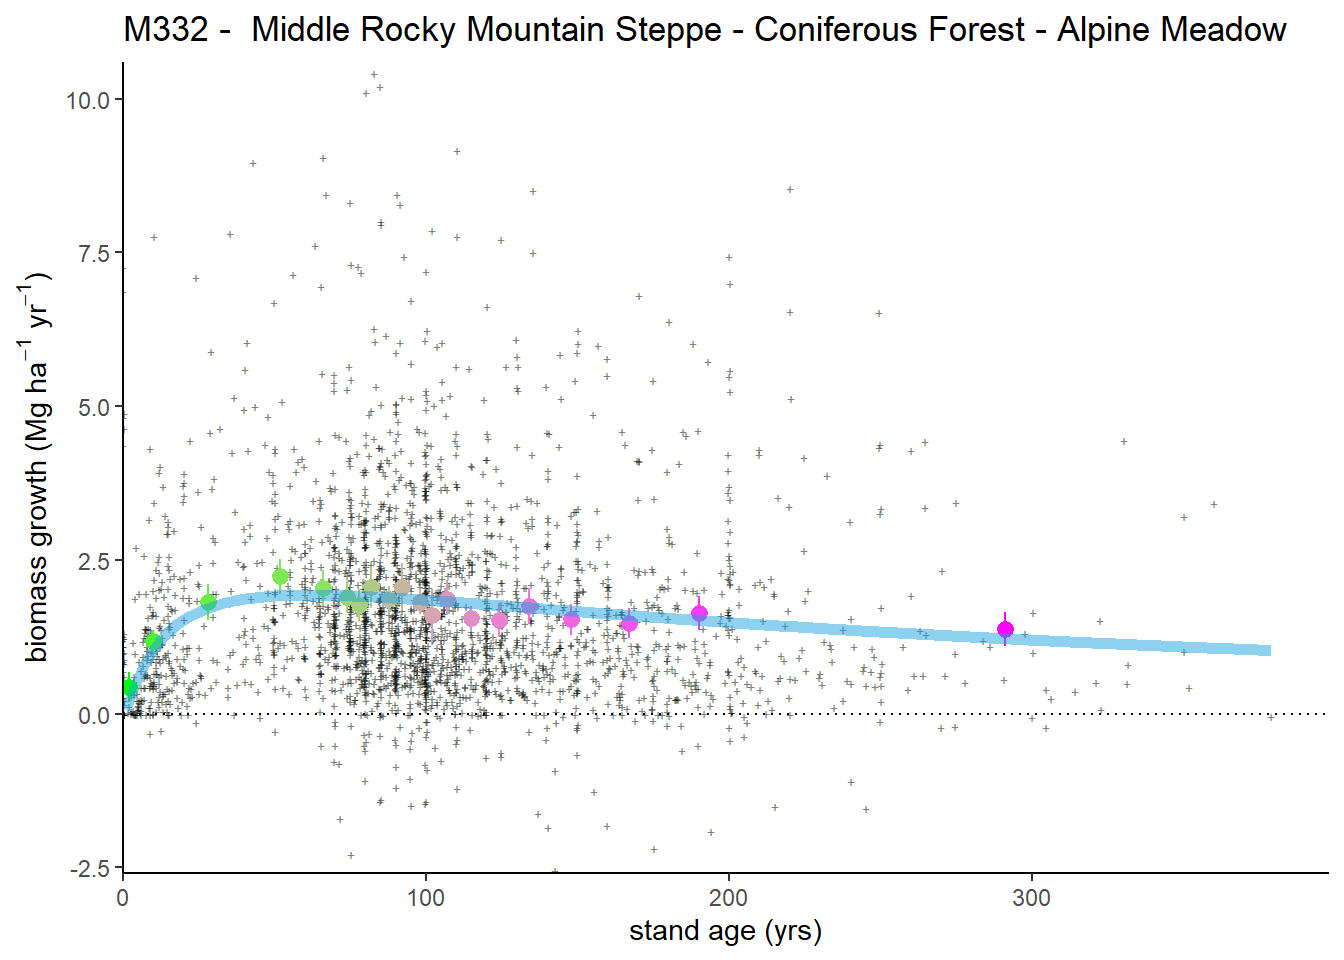 M332 -  Middle Rocky Mountain Steppe - Coniferous Forest - Alpine Meadow
biomass growth (Mg ha⁻¹ yr⁻¹)
10.0
7.5
5.0
2.5
0.0
-2.5
0 100 200 300
stand age (yrs)